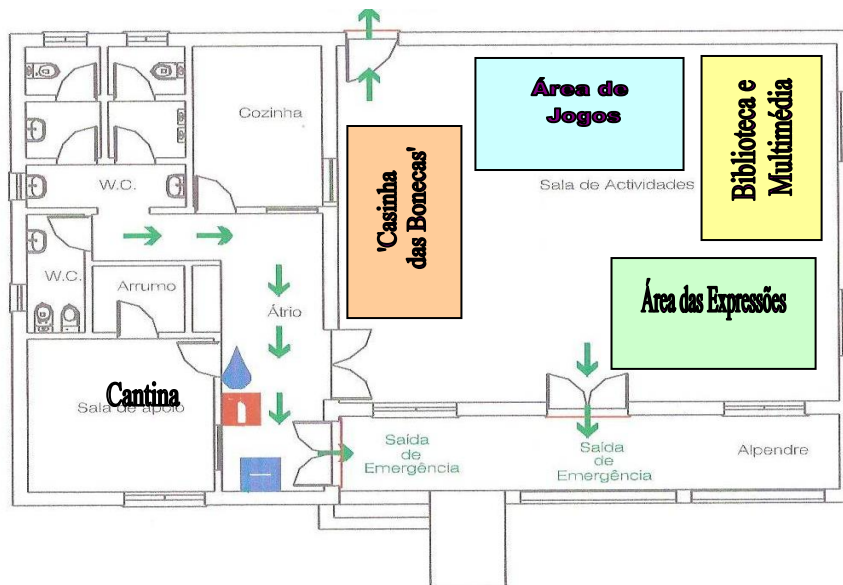 Cozinha
W.C.
W.C.
Arrumo
Átrio
Cantina
Sala de apoio
'Casinha
das Bonecas'
Área de
Jogos
Biblioteca e
Multimédia
Sala de Actividades
Área das Expressões
Saída
de
Emergência
Saída
de
Emergência
Alpendre